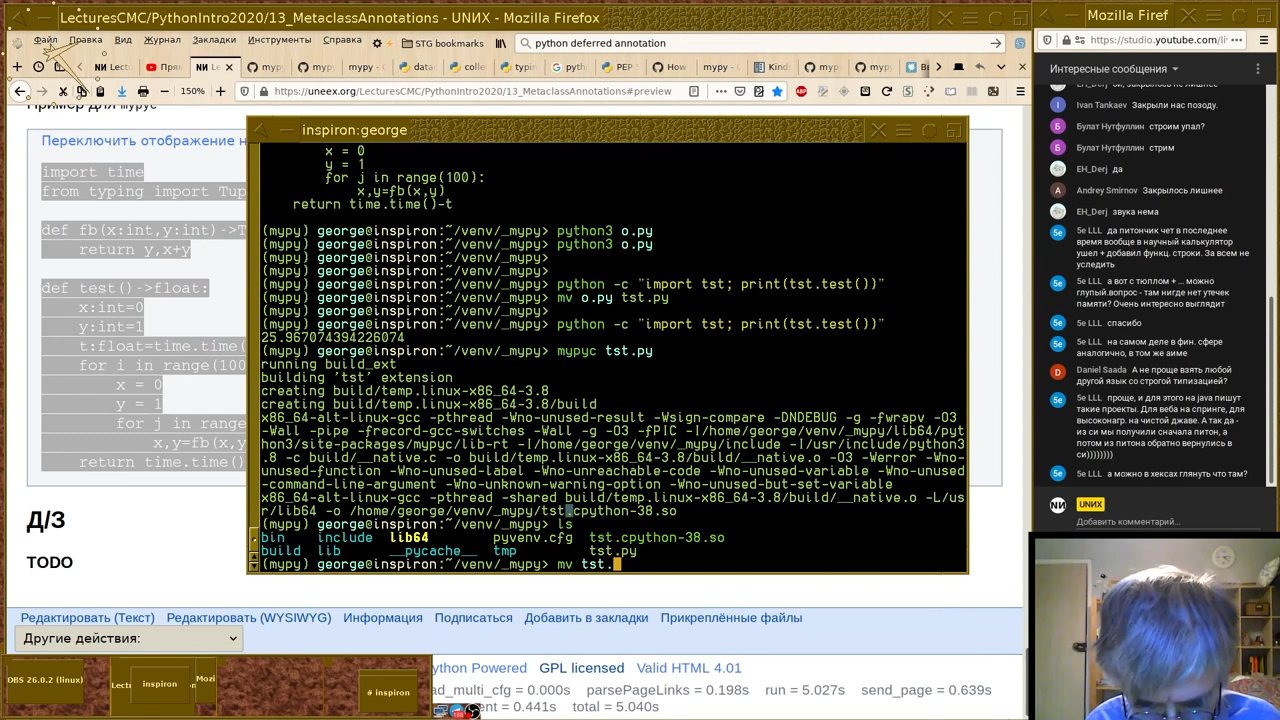 LecturesCMC/PythonIntro2020/13_MetaclassAnnotations - UNИХ - Mozilla Firefox
Mozilla Firef
Файл Правка Вид Журнал Закладки Инструменты Справка
STG bookmarks
python deferred annotation
https://studio.youtube.com/li
150%
https://uneex.org/LecturesCMC/PythonIntro2020/13_MetaclassAnnotations#preview
Интересные сообщения
Переключить отображение н
import time
from typing import Tup
def fb(x:int,y:int)->T
return y,x+y
def test()->float:
x:int=0
y:int=1
t:float=time.time(
for i in range(100
x = 0
y = 1
for j in range(
x,y=fb(x,y
return time.time()
Д/З
TODO
inspiron:george
x = 0
y = 1
for j in range(100):
x,y=fb(x,y)
return time.time()-t
(mypy) george@inspiron:~/venv/_mypy> python3 o.py
(mypy) george@inspiron:~/venv/_mypy> python3 o.py
(mypy) george@inspiron:~/venv/_mypy>
(mypy) george@inspiron:~/venv/_mypy>
(mypy) george@inspiron:~/venv/_mypy> python -c "import tst; print(tst.test())"
(mypy) george@inspiron:~/venv/_mypy> mv o.py tst.py
(mypy) george@inspiron:~/venv/_mypy>
(mypy) george@inspiron:~/venv/_mypy> python -c "import tst; print(tst.test())"
25.967074394226074
(mypy) george@inspiron:~/venv/_mypy> mypyc tst.py
running build_ext
building 'tst' extension
creating build/temp.linux-x86_64-3.8
creating build/temp.linux-x86_64-3.8/build
x86_64-alt-linux-gcc -pthread -Wno-unused-result -Wsign-compare -DNDEBUG -g -fwrapv -O3
-Wall -pipe -frecord-gcc-switches -Wall -g -O3 -fPIC -I/home/george/venv/_mypy/lib64/pyt
hon3/site-packages/mypyc/lib-rt -I/home/george/venv/_mypy/include -I/usr/include/python3
.8 -c build/__native.c -o build/temp.linux-x86_64-3.8/build/__native.o -O3 -Werror -Wno-
unused-function -Wno-unused-label -Wno-unreachable-code -Wno-unused-variable -Wno-unused-
command-line-argument -Wno-unknown-warning-option -Wno-unused-but-set-variable
x86_64-alt-linux-gcc -pthread -shared build/temp.linux-x86_64-3.8/build/__native.o -L/us
r/lib64 -o /home/george/venv/_mypy/tst.cpython-38.so
(mypy) george@inspiron:~/venv/_mypy> ls
bin include lib64 pyvenv.cfg tst.cpython-38.so
build lib __pycache__ tmp tst.py
(mypy) george@inspiron:~/venv/_mypy> mv tst.
Ivan Tankaev Закрыли нас позоду.
Булат Нутфуллин строим упал?
Булат Нутфуллин стрим
EH_Derj да
Andrey Smirnov Закрылось лишнее
EH_Derj звука нема
5e LLL да питончик чет в последнее
время вообще в научный калькулятор
ушел + добавил функц. строки. За всем не
уследить
5e LLL а вот с тюплом + ... можно
глупый.вопрос - там нигде нет утечек
памяти? Очень интересно выглядит
5e LLL спасибо
5e LLL на самом деле в фин. сфере
аналогично, в том же аиме
Daniel Saada А не проще взять любой
другой язык со строгой типизацией?
5e LLL проще, и для этого на java пишут
такие проекты. Для веба на спринге, для
высоконагр. на чистой джаве. А так да -
из си мы получили сначала питон, а
потом из питона обратно вернулись в
си))))))))
5e LLL а можно в хексах глянуть что там?
UNИX
Добавить комментарий...
Редактировать (Текст) Редактировать (WYSIWYG) Информация Подписаться Добавить в закладки Прикреплённые файлы
Другие действия:
ython Powered GPL licensed Valid HTML 4.01
ad_multi_cfg = 0.000s parsePageLinks = 0.198s run = 5.027s send_page = 0.639s
ent = 0.441s total = 5.040s
OBS 26.0.2 (linux)
inspiron
Mozi
# inspiron